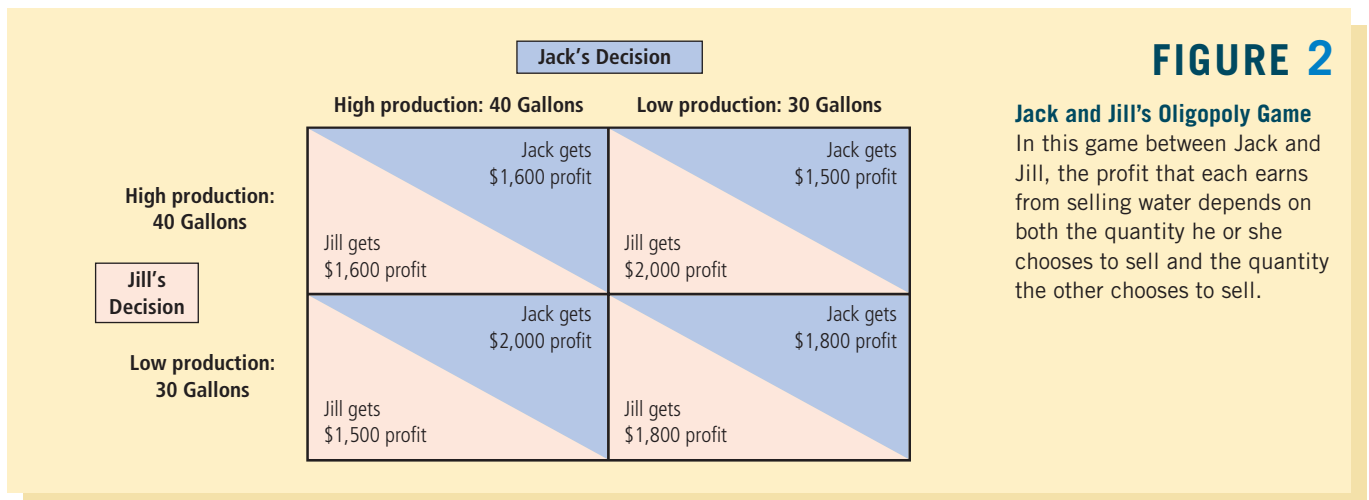 Jack's Decision
High production: 40 Gallons
Low production: 30 Gallons
High production:
40 Gallons
Jill's
Decision
Low production:
30 Gallons
Jack gets
$1,600 profit
Jill gets
$1,600 profit
Jack gets
$1,500 profit
Jill gets
$2,000 profit
Jack gets
$2,000 profit
Jill gets
$1,500 profit
Jack gets
$1,800 profit
Jill gets
$1,800 profit
FIGURE 2
Jack and Jill's Oligopoly Game
In this game between Jack and
Jill, the profit that each earns
from selling water depends on
both the quantity he or she
chooses to sell and the quantity
the other chooses to sell.